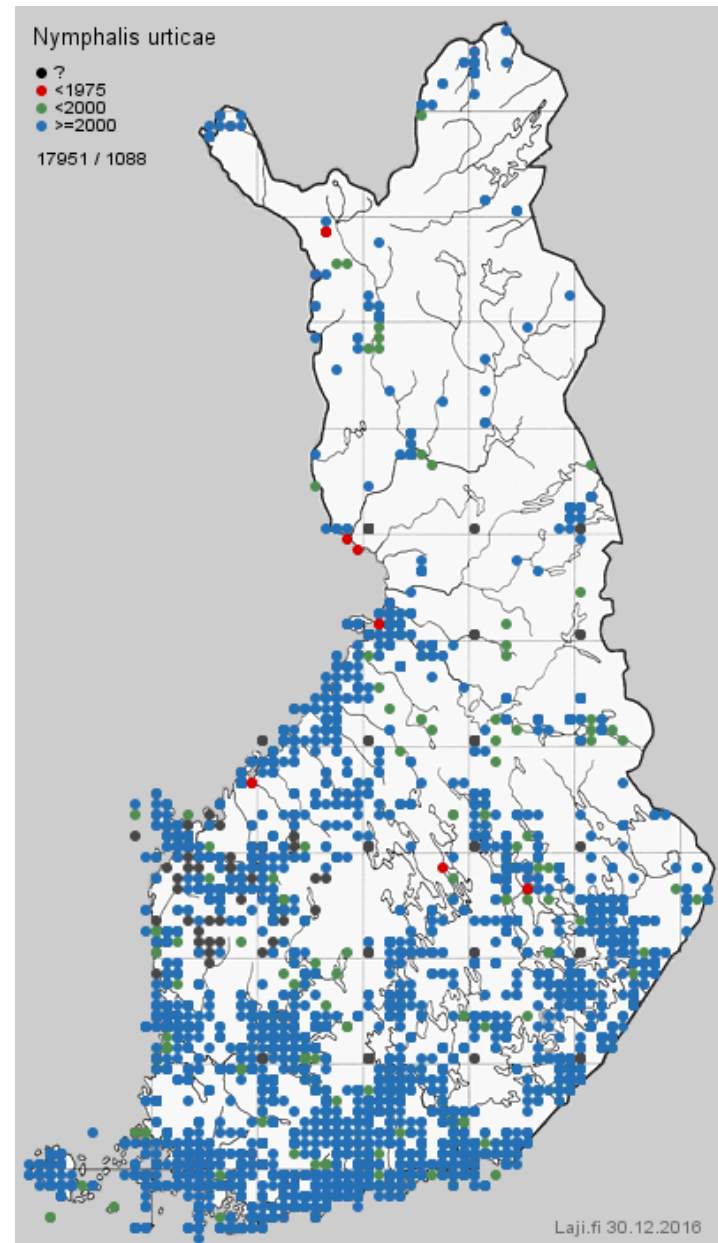 Nymphalis urticae
?
<1975
<2000
>=2000
17951 / 1088
Laji.fi 30.12.2016